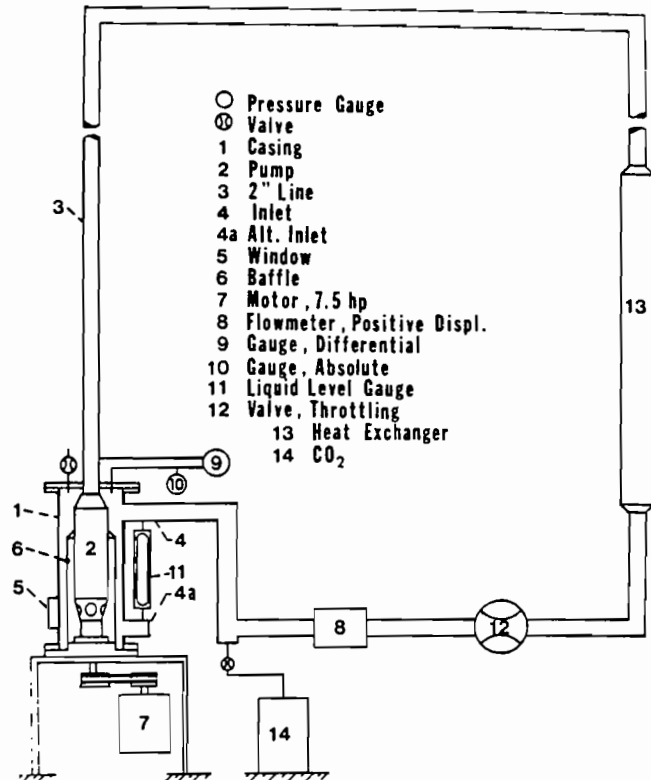 Pressure Gauge
Valve
1 Casing
2 Pump
3 2" Line
4 Inlet
4a Alt. Inlet
5 Window
6 Baffle
7 Motor, 7.5 hp
8 Flowmeter, Positive Displ.
9 Gauge, Differential
10 Gauge, Absolute
11 Liquid Level Gauge
12 Valve, Throttling
13 Heat Exchanger
14 CO₂
3
13
9
10
1
2
4
6
11
5
4a
8
12
7
14